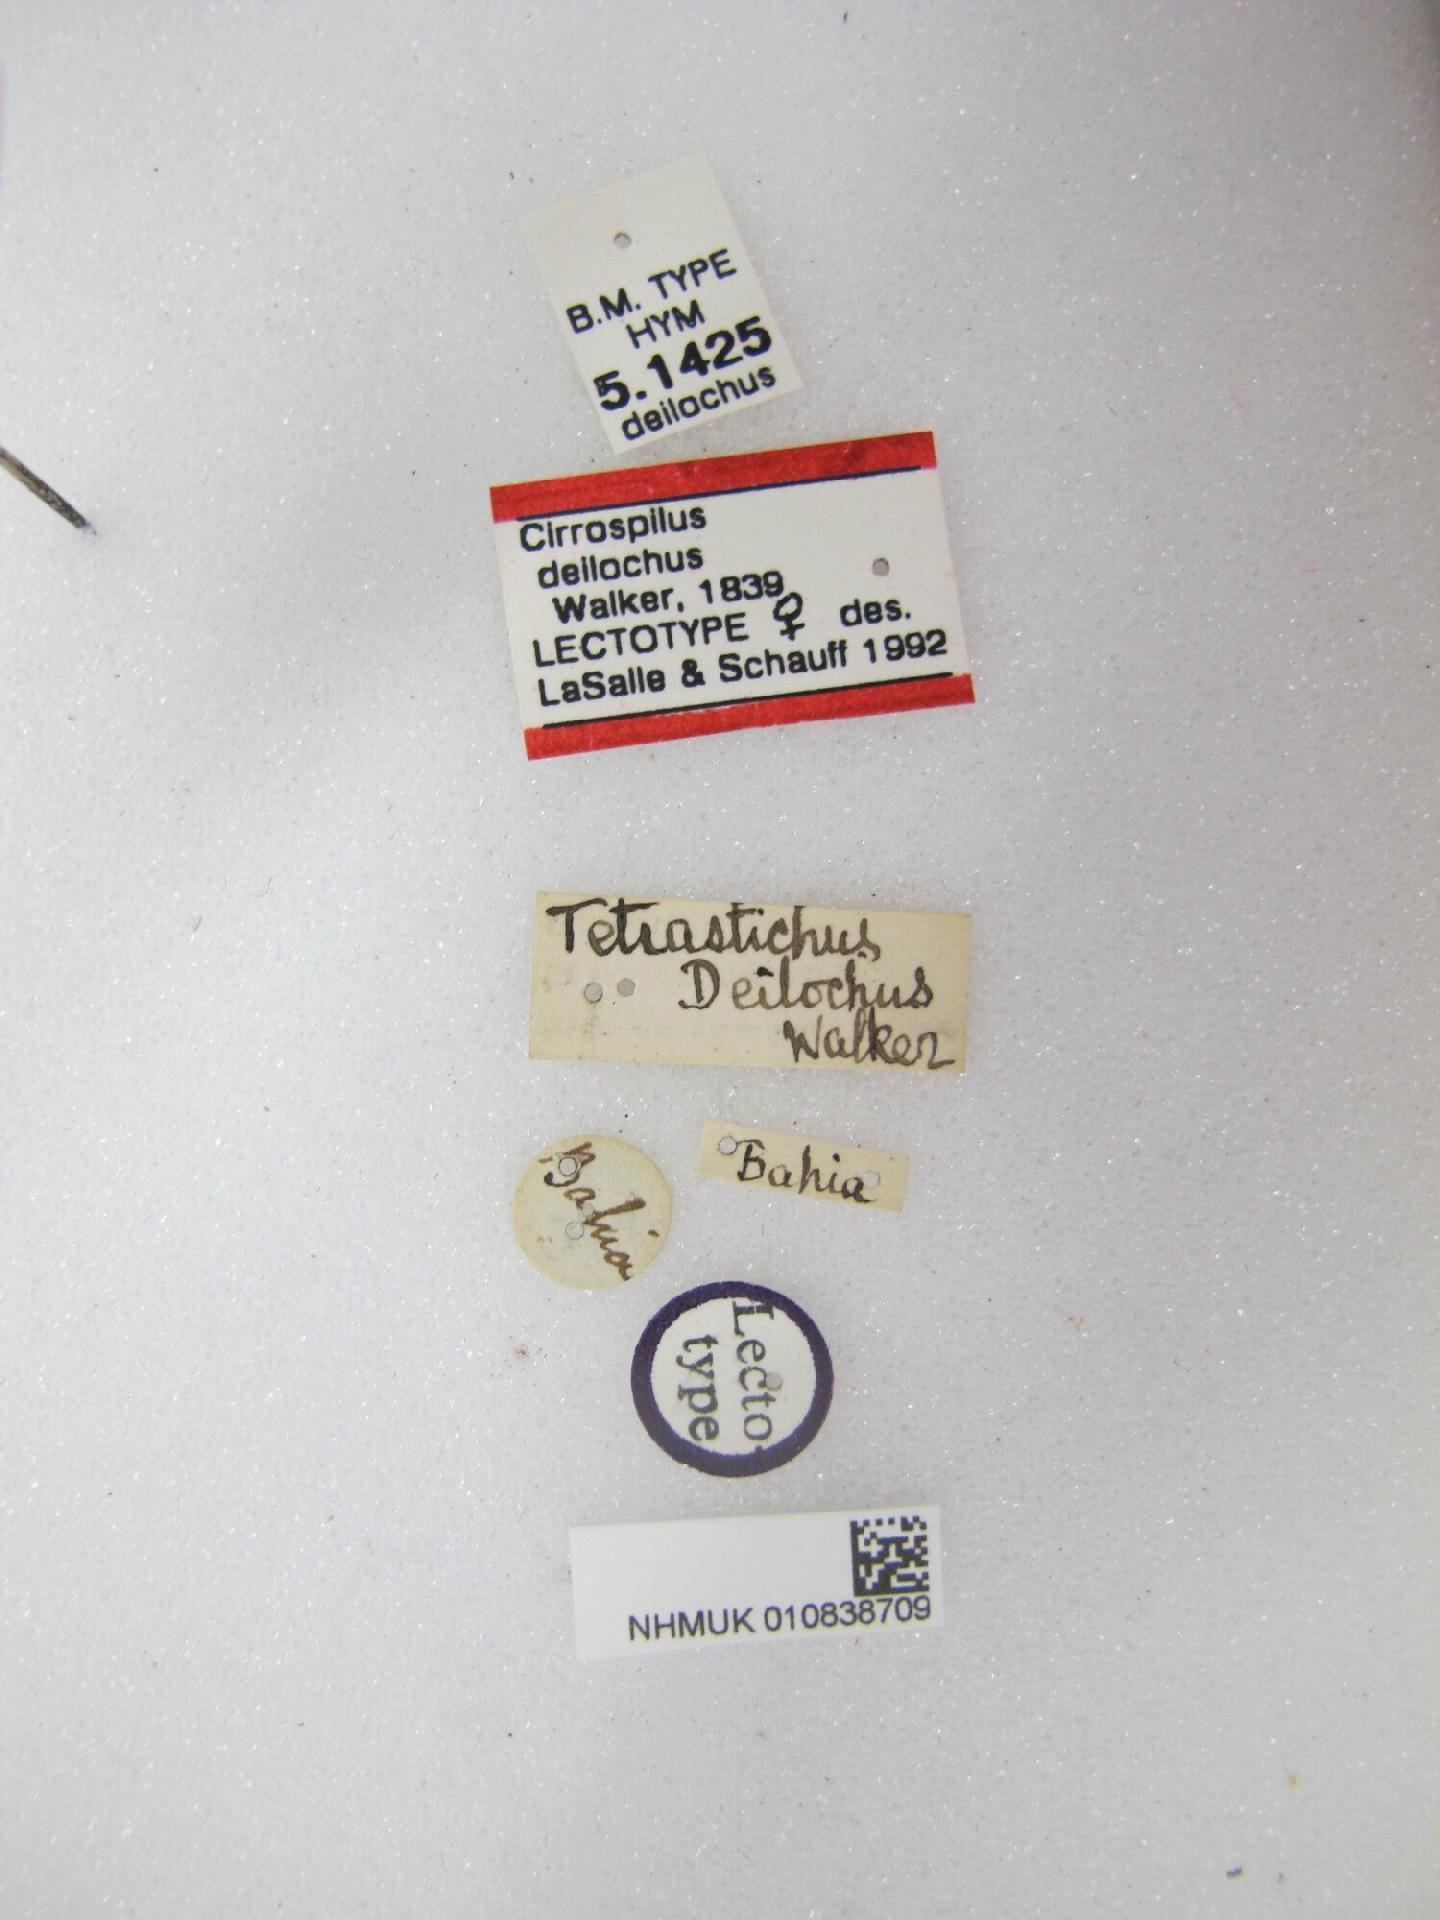 B.M. TYPE
HYM
5.1425
deilochus
Cirrospilus
deilochus
Walker, 1839
LECTOTYPE ♀ des.
LaSalle & Schauff 1992
Tetrastichus
Deilochus
Walker
Bahia
Bahia
Lecto-
type
NHMUK 010838709